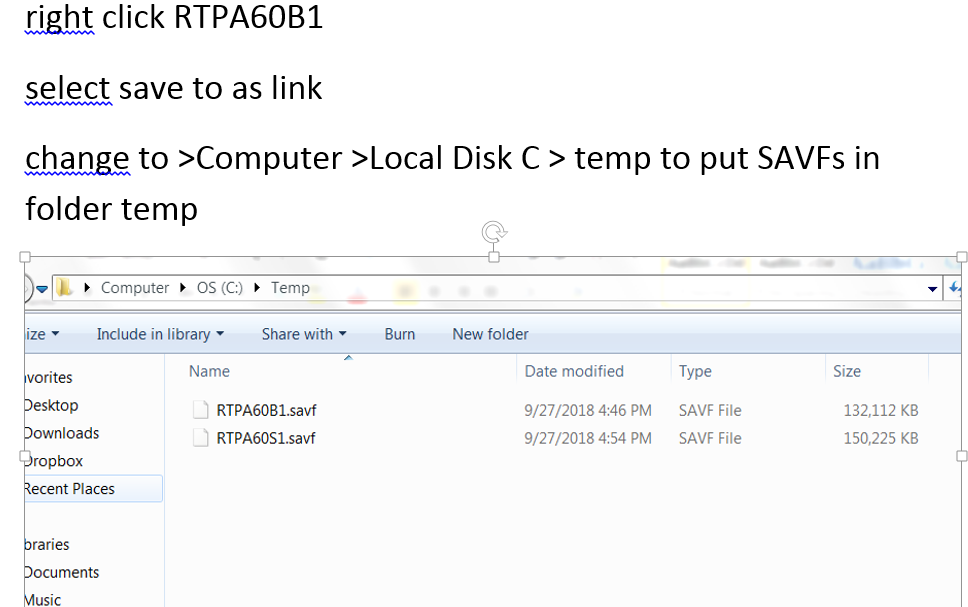 right click RTPA60B1
select save to as link
change to >Computer >Local Disk C > temp to put SAVFs in
folder temp
Computer OS (C:) Temp
ize Include in library Share with Burn New folder
Name Date modified Type Size
vorites
Desktop
RTPA60B1.savf 9/27/2018 4:46 PM SAVF File 132,112 KB
Downloads
RTPA60S1.savf 9/27/2018 4:54 PM SAVF File 150,225 KB
Dropbox
Recent Places
braries
Documents
Music